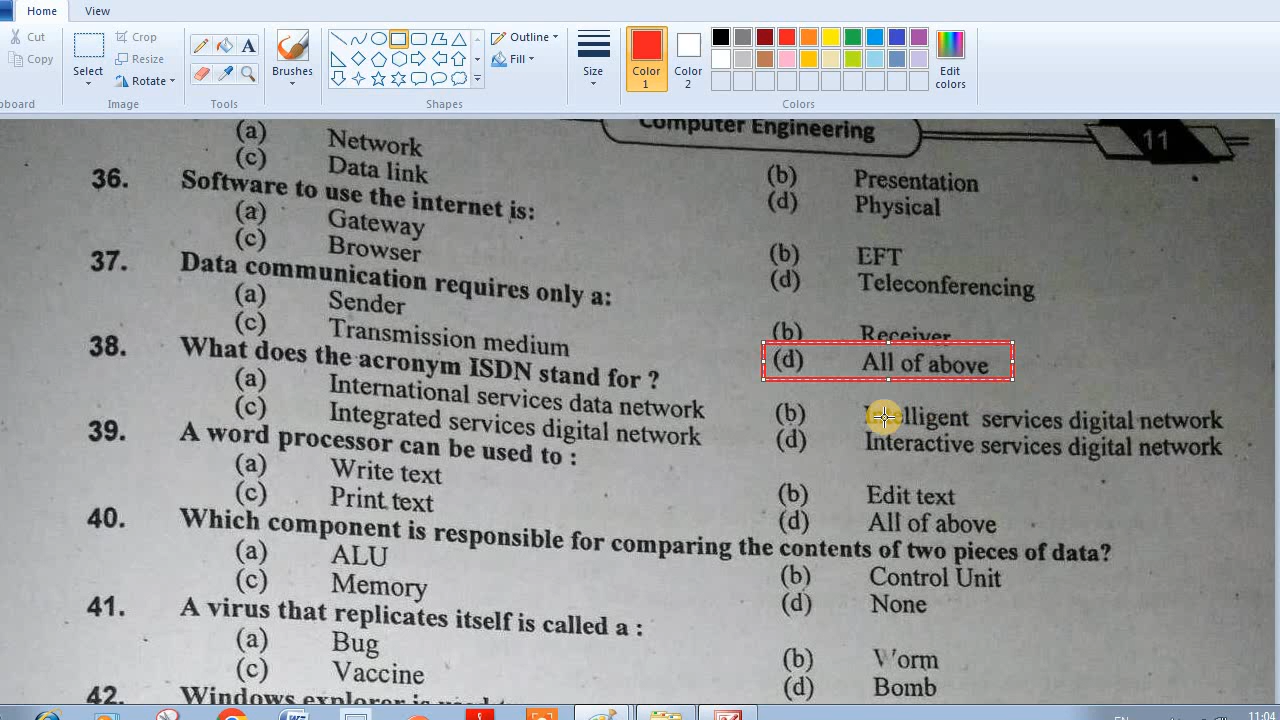 Home View
Cut
Copy
Select
Crop
Resize
Rotate
Image
Tools
Brushes
Outline
Fill
Shapes
Size
Color 1
Color 2
Colors
Edit colors
Computer Engineering 11
(a) Network
(b) Presentation
(c) Data link
(d) Physical
36. Software to use the internet is:
(a) Gateway
(b) EFT
(c) Browser
(d) Teleconferencing
37. Data communication requires only a:
(a) Sender
(b) Receiver
(c) Transmission medium
(d) All of above
38. What does the acronym ISDN stand for ?
(a) International services data network
(b) Intelligent services digital network
(c) Integrated services digital network
(d) Interactive services digital network
39. A word processor can be used to :
(a) Write text
(b) Edit text
(c) Print text
(d) All of above
40. Which component is responsible for comparing the contents of two pieces of data?
(a) ALU
(b) Control Unit
(c) Memory
(d) None
41. A virus that replicates itself is called a :
(a) Bug
(b) Worm
(c) Vaccine
(d) Bomb
42. Windows explorer is
11:04